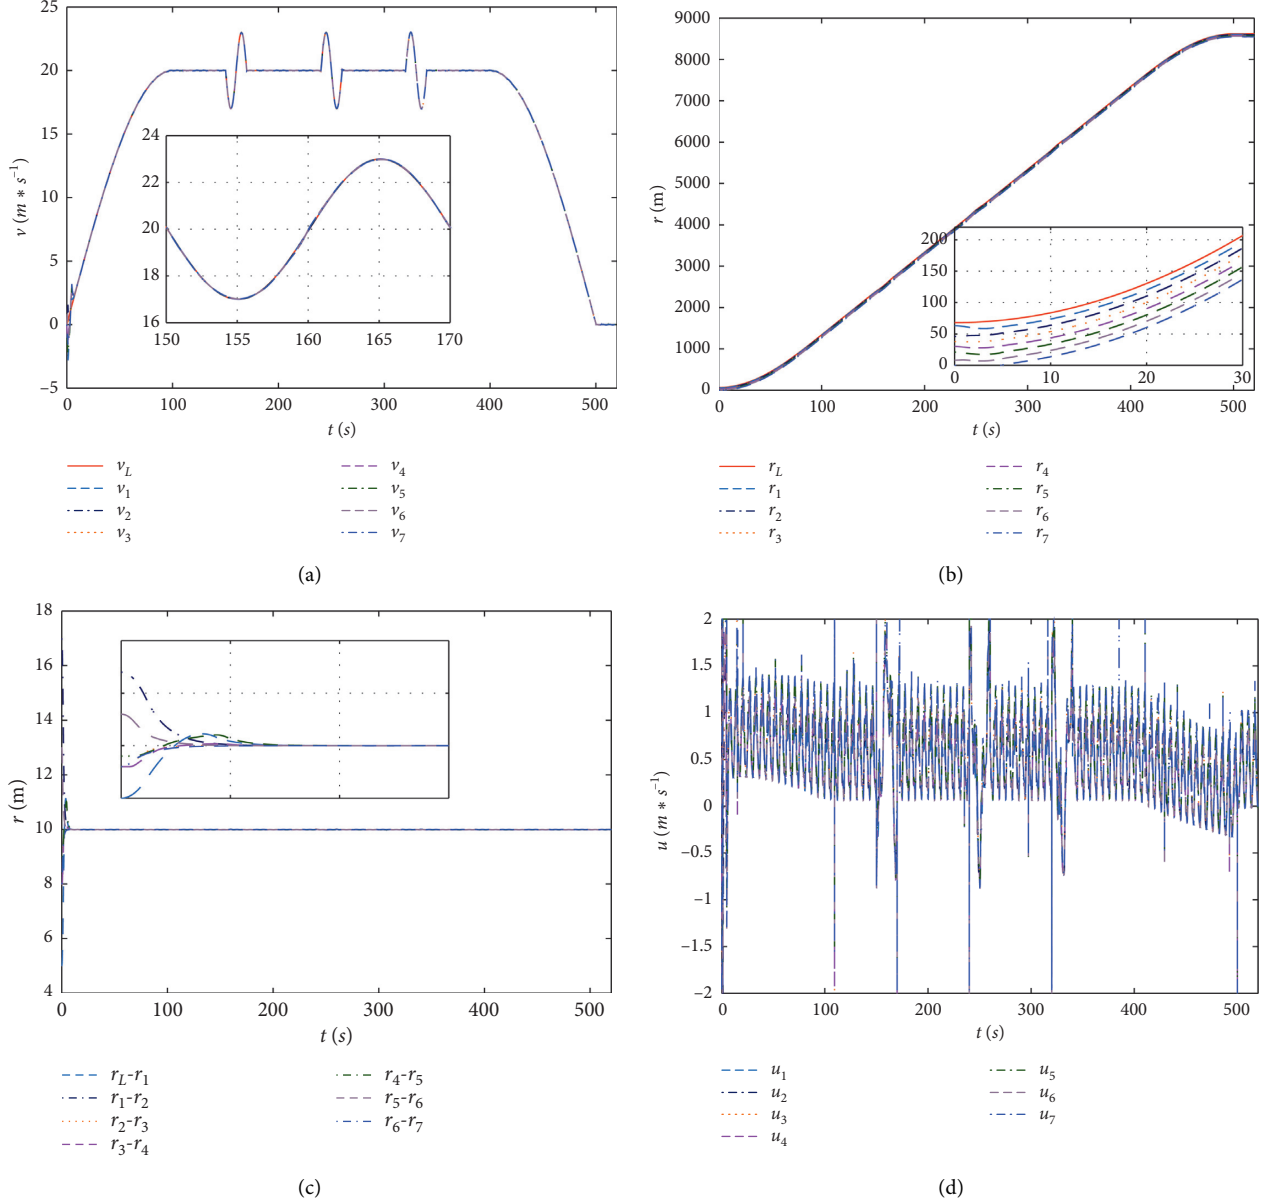 25
20
15
10
5
0
−5
v (m ∗ s⁻¹)
24
22
20
18
16
150 155 160 165 170
0 100 200 300 400 500
t (s)
v_L
v_1
v_2
v_3
v_4
v_5
v_6
v_7
(a)
9000
8000
7000
6000
5000
4000
3000
2000
1000
0
r (m)
200
150
100
50
0
0 10 20 30
0 100 200 300 400 500
t (s)
r_L
r_1
r_2
r_3
r_4
r_5
r_6
r_7
(b)
18
16
14
12
10
8
6
4
r (m)
0 100 200 300 400 500
t (s)
r_L-r_1
r_1-r_2
r_2-r_3
r_3-r_4
r_4-r_5
r_5-r_6
r_6-r_7
(c)
2
1.5
1
0.5
0
−0.5
−1
−1.5
−2
u (m ∗ s⁻¹)
0 100 200 300 400 500
t (s)
u_1
u_2
u_3
u_4
u_5
u_6
u_7
(d)